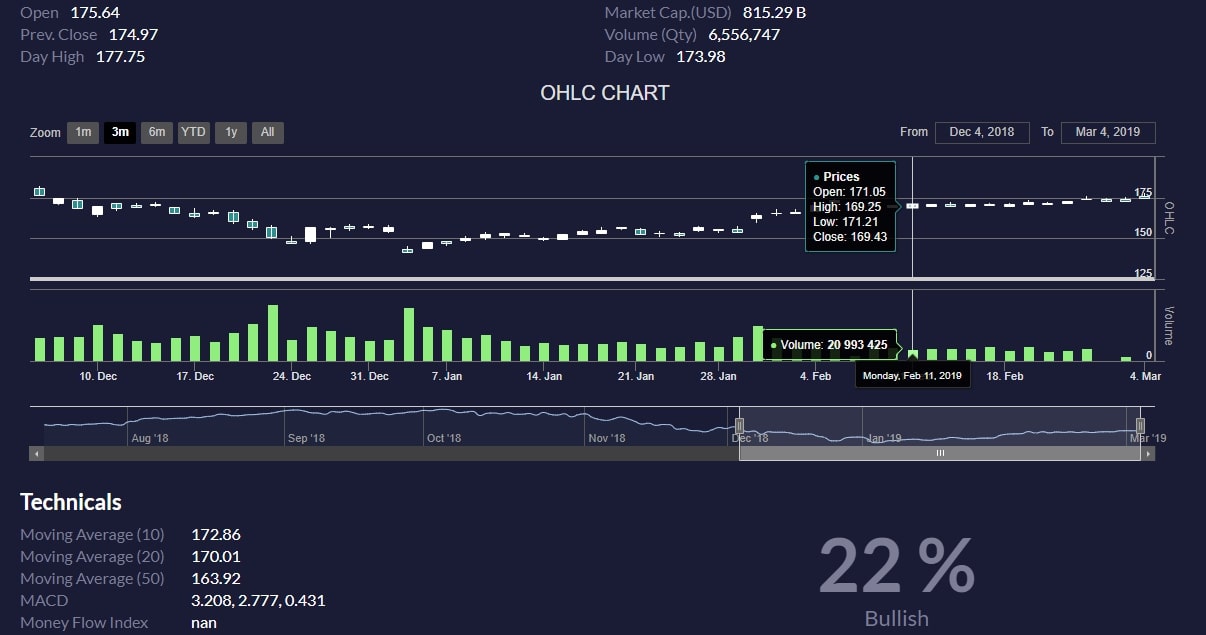 Open 175.64 Market Cap.(USD) 815.29 B
Prev. Close 174.97 Volume (Qty) 6,556,747
Day High 177.75 Day Low 173.98
OHLC CHART
Zoom 1m 3m 6m YTD 1y All From Dec 4, 2018 To Mar 4, 2019
Prices
Open: 171.05
High: 169.25
Low: 171.21
Close: 169.43
175
150
125
OHLC
Volume: 20 993 425
0
Volume
10. Dec 17. Dec 24. Dec 31. Dec 7. Jan 14. Jan 21. Jan 28. Jan 4. Feb Monday, Feb 11, 2019 18. Feb 4. Mar
Aug '18 Sep '18 Oct '18 Nov '18 Dec '18 Jan '19 Mar '19
Technicals
Moving Average (10) 172.86
Moving Average (20) 170.01
Moving Average (50) 163.92
MACD 3.208, 2.777, 0.431
Money Flow Index nan
22 %
Bullish